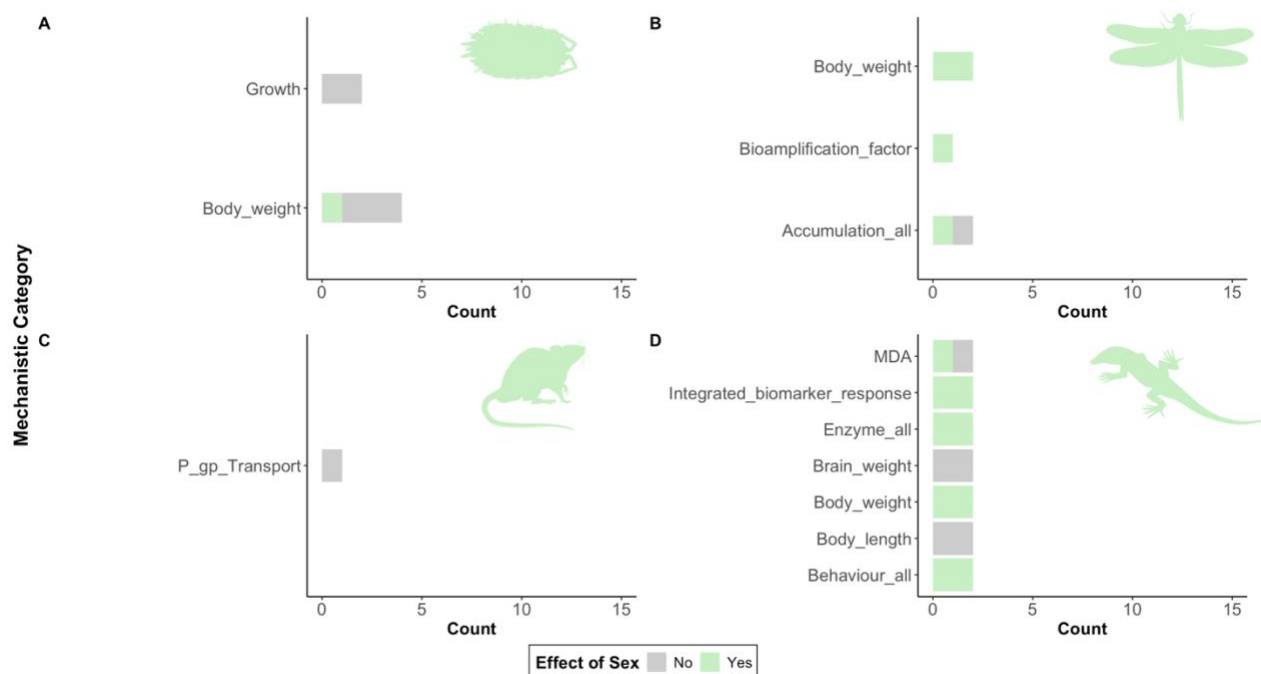 A
Growth
Body_weight
0 5 10 15
Count
B
Body_weight
Bioamplification_factor
Accumulation_all
0 5 10 15
Count
Mechanistic Category
C
P_gp_Transport
0 5 10 15
Count
D
MDA
Integrated_biomarker_response
Enzyme_all
Brain_weight
Body_weight
Body_length
Behaviour_all
0 5 10 15
Count
Effect of Sex No Yes